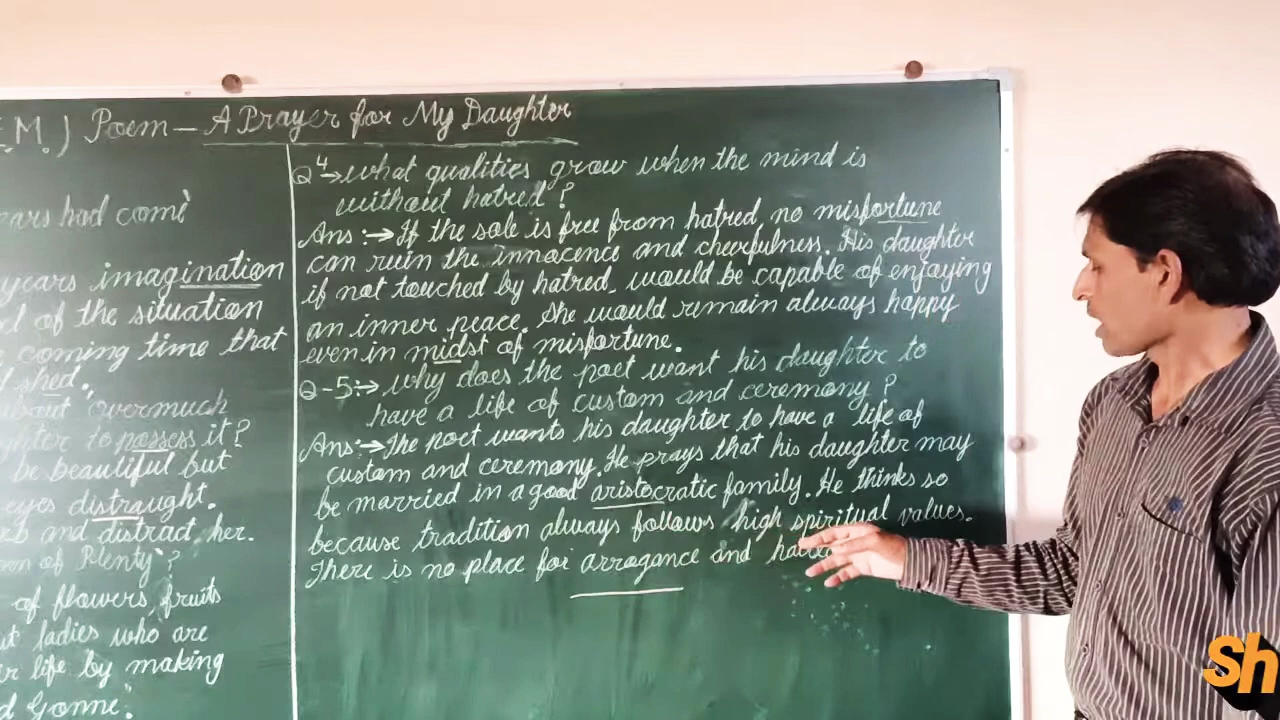 E.M.) Poem – A Prayer for My Daughter
ears had come
years imagination
of the situation
coming time that
shed.
about overmuch
ghter to possess it?
be beautiful but
eyes distraught.
and distract her.
of Plenty?
of flowers, fruits
ladies who are
life by making
Gonne.
Q 4→ what qualities grow when the mind is
without hatred?
Ans:→ If the sole is free from hatred, no misfortune
can ruin the innocence and cheerfulness. His daughter
if not touched by hatred, would be capable of enjoying
an inner peace. She would remain always happy
even in midst of misfortune.
Q-5:→ why does the poet want his daughter to
have a life of custom and ceremony?
Ans:→ The poet wants his daughter to have a life of
custom and ceremony. He prays that his daughter may
be married in a good aristocratic family. He thinks so
because tradition always follows high spiritual values.
There is no place for arrogance and
Sh